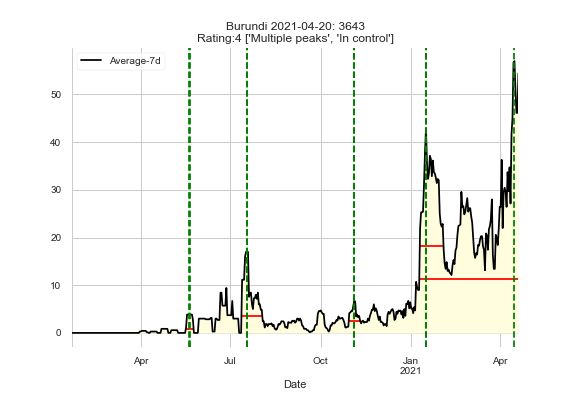 Burundi 2021-04-20: 3643
Rating:4 ['Multiple peaks', 'In control']
Average-7d
50
40
30
20
10
0
Apr
Jul
Oct
Jan
2021
Apr
Date